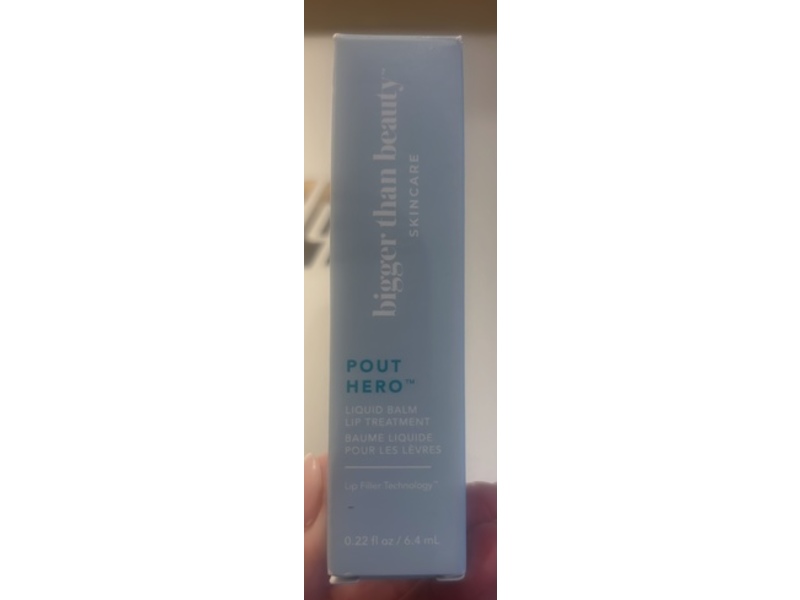 bigger than beauty™
SKINCARE
POUT
HERO™
LIQUID BALM
LIP TREATMENT
BAUME LIQUIDE
POUR LES LÈVRES
Lip Filler Technology™
0.22 fl oz / 6.4 mL